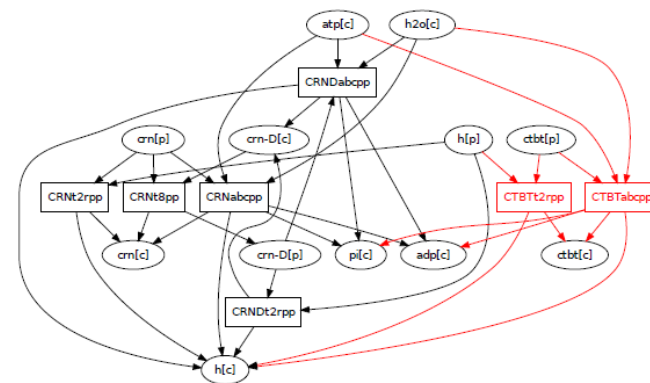 atp[c] h2o[c]
CRNDabcpp
crn[p] crn-D[c] h[p] ctbt[p]
CRNt2rpp CRNt8pp CRNabcpp CTBTt2rpp CTBTabcpp
crn[c] crn-D[p] pi[c] adp[c] ctbt[c]
CRNDt2rpp
h[c]